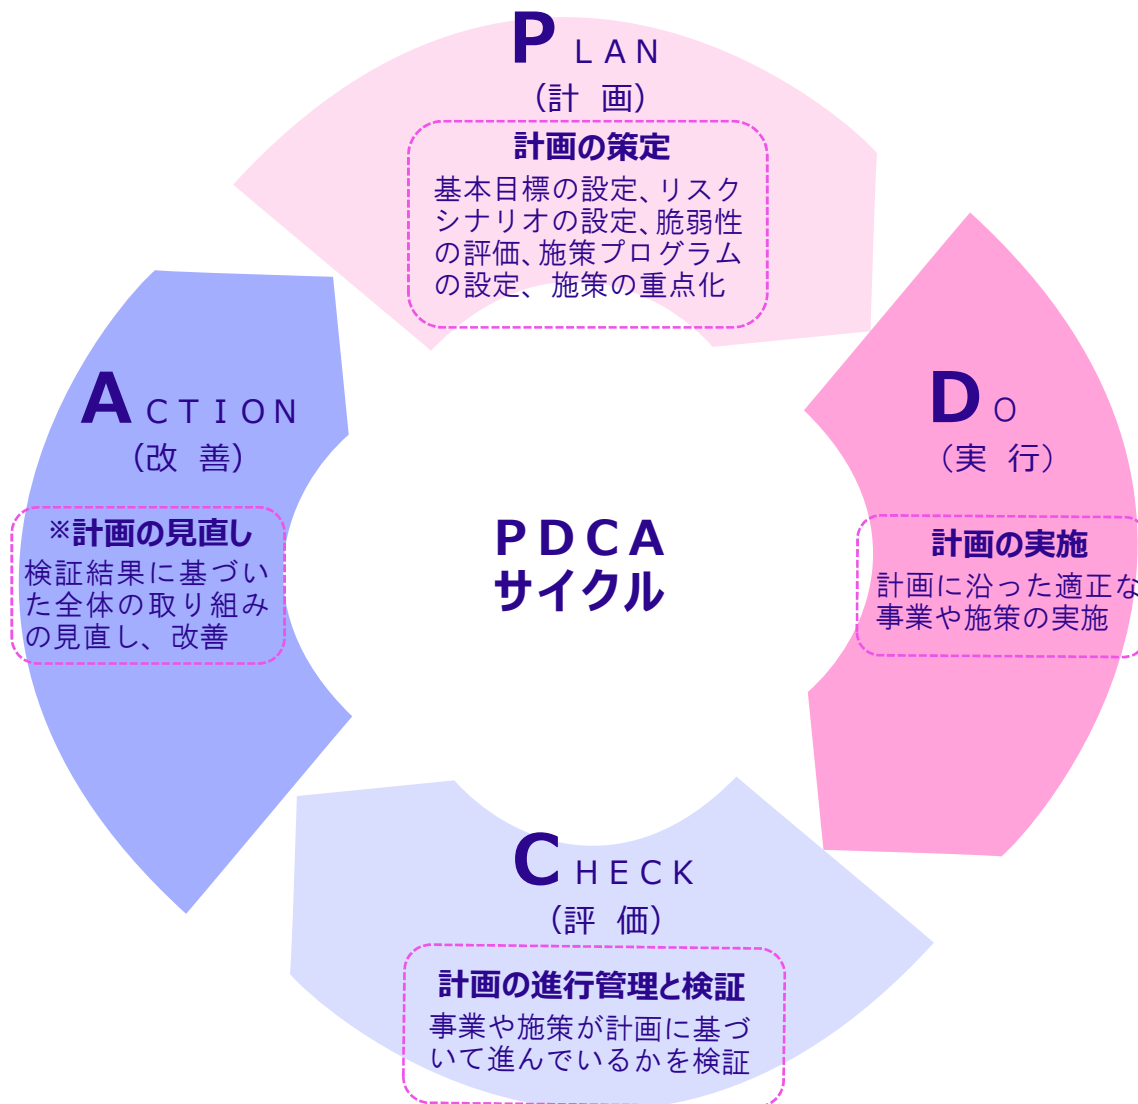 PLAN
（計 画）
計画の策定
基本目標の設定、リスク
シナリオの設定、脆弱性
の評価、施策プログラム
の設定、施策の重点化
DO
（実 行）
計画の実施
計画に沿った適正な
事業や施策の実施
PDCA
サイクル
CHECK
（評 価）
計画の進行管理と検証
事業や施策が計画に基づ
いて進んでいるかを検証
ACTION
（改 善）
※計画の見直し
検証結果に基づい
た全体の取り組み
の見直し、改善